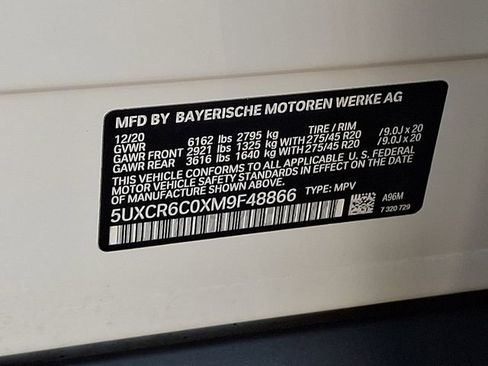 MFD BY BAYERISCHE MOTOREN WERKE AG
12/20 TIRE / RIM
GVWR 6162 lbs 2795 kg
GAWR FRONT 2921 lbs 1325 kg WITH 275/45 R20 / 9.0J x 20
GAWR REAR 3616 lbs 1640 kg WITH 275/45 R20 / 9.0J x 20
THIS VEHICLE CONFORMS TO ALL APPLICABLE U. S. FEDERAL
MOTOR VEHICLE SAFETY STANDARDS IN EFFECT ON THE DATE
OF MANUFACTURE SHOWN ABOVE.
5UXCR6C0XM9F48866 TYPE: MPV
A96M
7 320 729